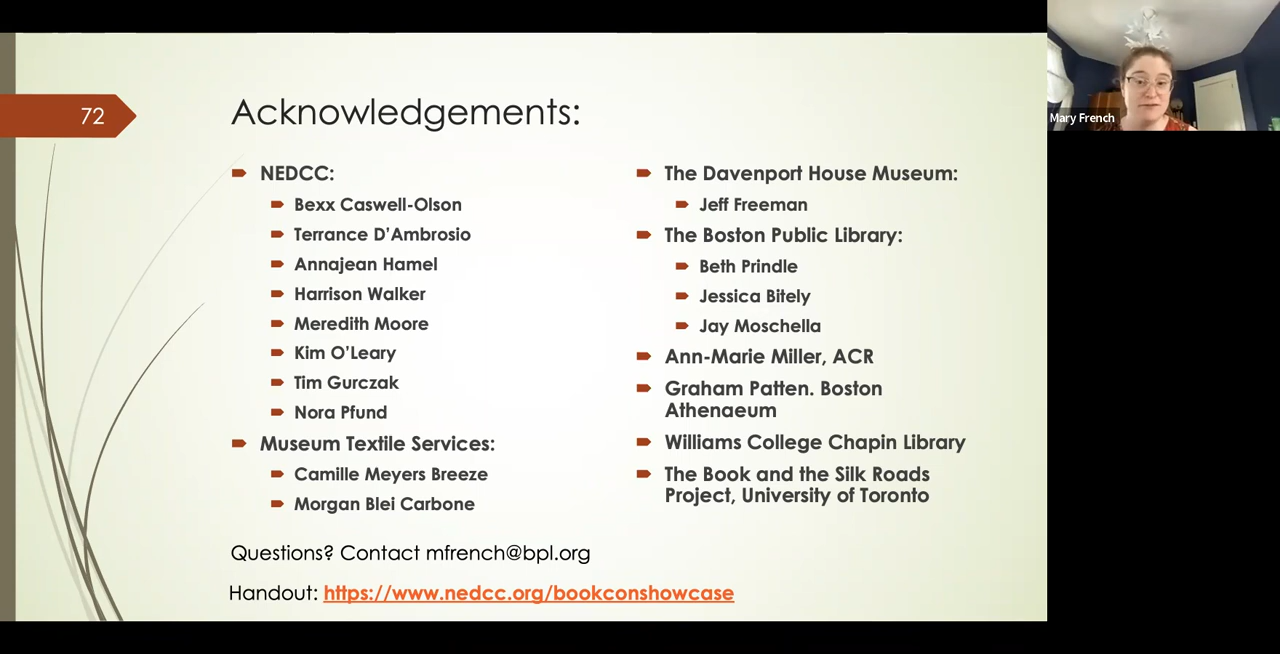 72
Acknowledgements:
NEDCC:
Bexx Caswell-Olson
Terrance D'Ambrosio
Annajean Hamel
Harrison Walker
Meredith Moore
Kim O'Leary
Tim Gurczak
Nora Pfund
Museum Textile Services:
Camille Meyers Breeze
Morgan Blei Carbone
The Davenport House Museum:
Jeff Freeman
The Boston Public Library:
Beth Prindle
Jessica Bitely
Jay Moschella
Ann-Marie Miller, ACR
Graham Patten. Boston
Athenaeum
Williams College Chapin Library
The Book and the Silk Roads
Project, University of Toronto
Questions? Contact mfrench@bpl.org
Handout: https://www.nedcc.org/bookconshowcase
Mary French